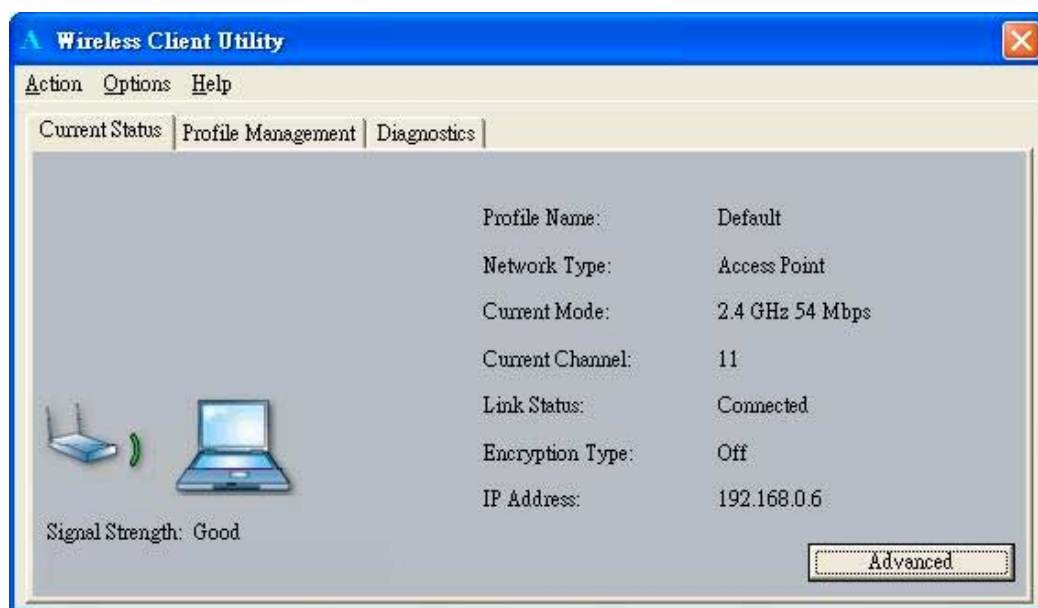 Wireless Client Utility
Action Options Help
Current Status Profile Management Diagnostics
Profile Name: Default
Network Type: Access Point
Current Mode: 2.4 GHz 54 Mbps
Current Channel: 11
Link Status: Connected
Encryption Type: Off
IP Address: 192.168.0.6
Signal Strength: Good
Advanced